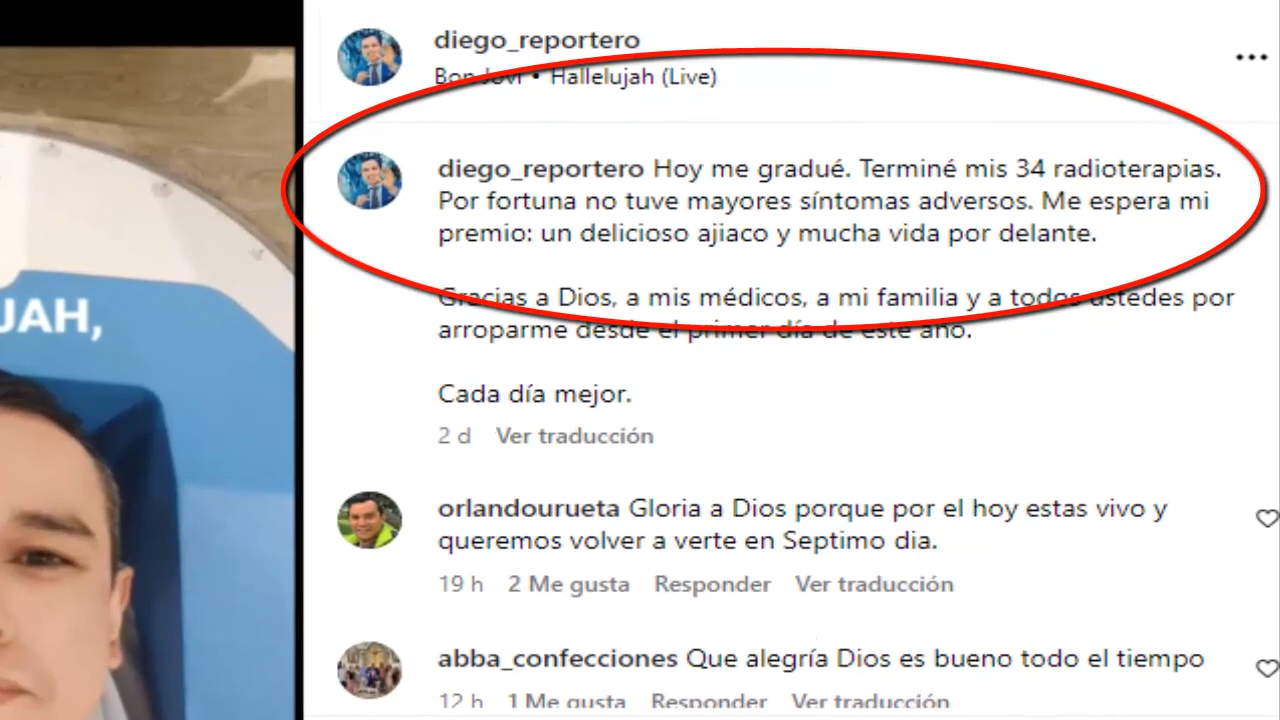 diego_reportero
Bon Jovi • Hallelujah (Live)
diego_reportero Hoy me gradué. Terminé mis 34 radioterapias.
Por fortuna no tuve mayores síntomas adversos. Me espera mi
premio: un delicioso ajiaco y mucha vida por delante.
Gracias a Dios, a mis médicos, a mi familia y a todos ustedes por
arroparme desde el primer día de este año.
Cada día mejor.
2 d Ver traducción
orlandourueta Gloria a Dios porque por el hoy estas vivo y
queremos volver a verte en Septimo dia.
19 h 2 Me gusta Responder Ver traducción
abba_confecciones Que alegría Dios es bueno todo el tiempo
12 h 1 Me gusta Responder Ver traducción
JAH,